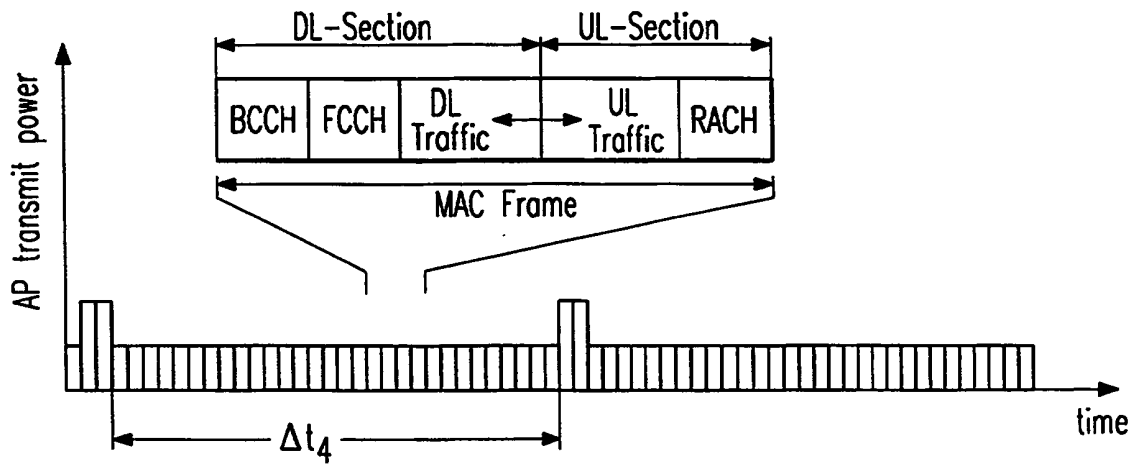 DL-Section UL-Section
BCCH FCCH DL Traffic UL Traffic RACH
MAC Frame
AP transmit power
time
Δt4